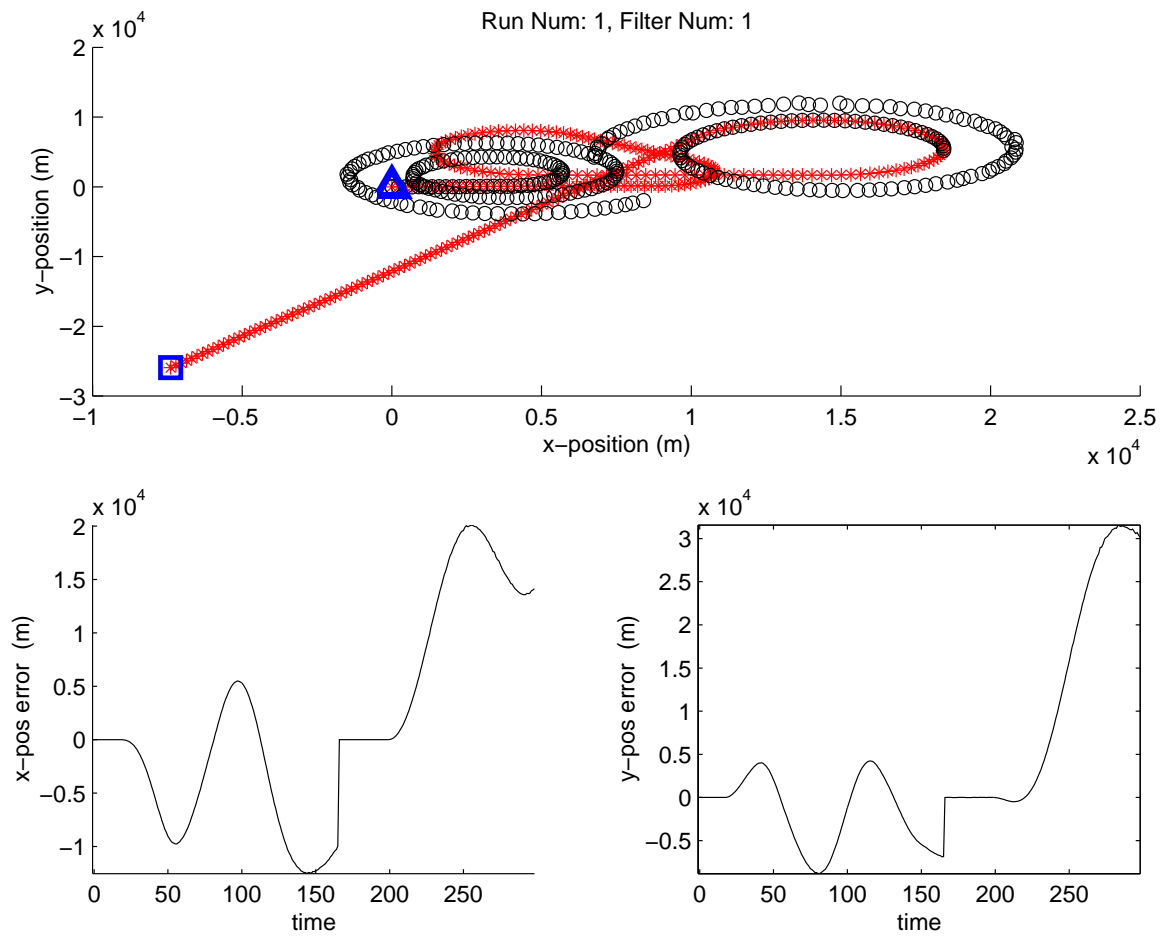 Run Num: 1, Filter Num: 1
x 10^4
2
1
0
−1
−2
−3
y−position (m)
−1 −0.5 0 0.5 1 1.5 2 2.5
x−position (m)
x 10^4
x 10^4
2
1.5
1
0.5
0
−0.5
−1
x−pos error (m)
0 50 100 150 200 250
time
x 10^4
3
2.5
2
1.5
1
0.5
0
−0.5
y−pos error (m)
0 50 100 150 200 250
time